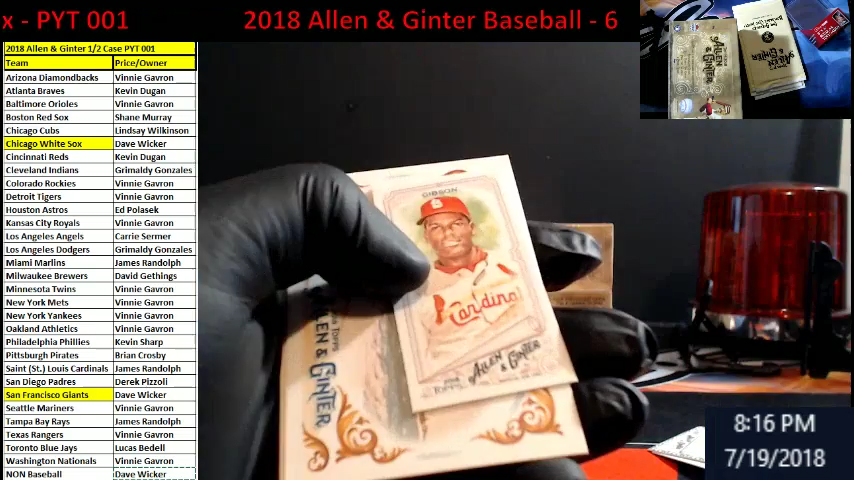 x - PYT 001
2018 Allen & Ginter Baseball - 6
2018 Allen & Ginter 1/2 Case PYT 001
Team Price/Owner
Arizona Diamondbacks Vinnie Gavron
Atlanta Braves Kevin Dugan
Baltimore Orioles Vinnie Gavron
Boston Red Sox Shane Murray
Chicago Cubs Lindsay Wilkinson
Chicago White Sox Dave Wicker
Cincinnati Reds Kevin Dugan
Cleveland Indians Grimaldy Gonzales
Colorado Rockies Vinnie Gavron
Detroit Tigers Vinnie Gavron
Houston Astros Ed Polasek
Kansas City Royals Vinnie Gavron
Los Angeles Angels Carrie Sermer
Los Angeles Dodgers Grimaldy Gonzales
Miami Marlins James Randolph
Milwaukee Brewers David Gethings
Minnesota Twins Vinnie Gavron
New York Mets Vinnie Gavron
New York Yankees Vinnie Gavron
Oakland Athletics Vinnie Gavron
Philadelphia Phillies Kevin Sharp
Pittsburgh Pirates Brian Crosby
Saint (St.) Louis Cardinals James Randolph
San Diego Padres Derek Pizzoli
San Francisco Giants Dave Wicker
Seattle Mariners Vinnie Gavron
Tampa Bay Rays James Randolph
Texas Rangers Vinnie Gavron
Toronto Blue Jays Lucas Bedell
Washington Nationals Vinnie Gavron
NON Baseball Dave Wicker
GIBSON
Cardinals
ALLEN & GINTER
TOPPS
ALLEN & GINTER
ALLEN & GINTER
ALLEN & GINTER
8:16 PM
7/19/2018